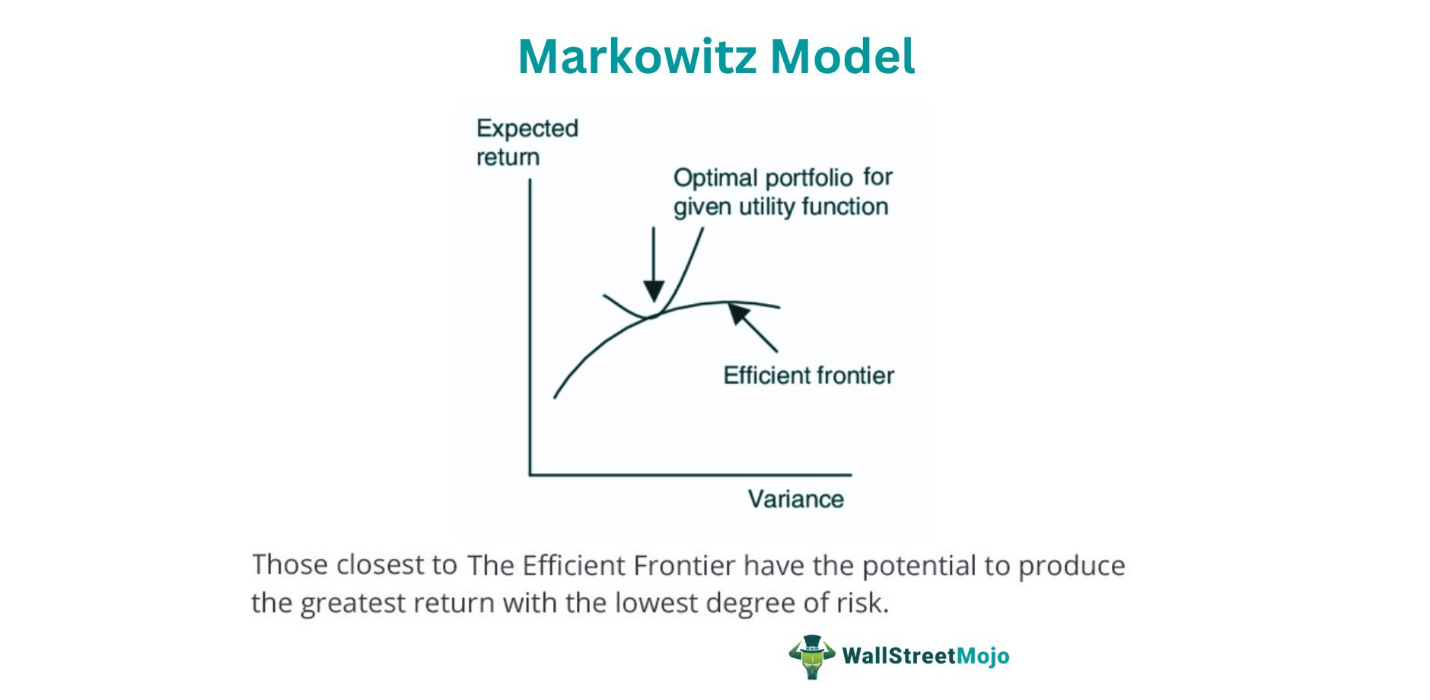 Markowitz Model
Expected
return
Optimal portfolio for
given utility function
Efficient frontier
Variance
Those closest to The Efficient Frontier have the potential to produce
the greatest return with the lowest degree of risk.
WallStreetMojo